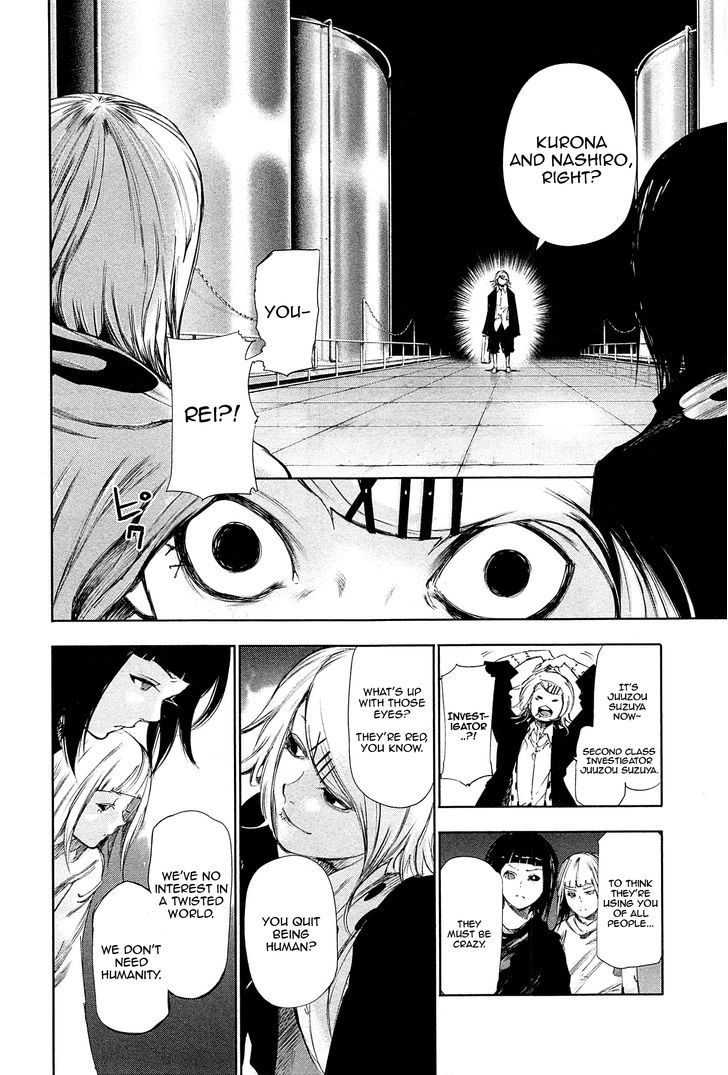 KURONA
AND NASHIRO,
RIGHT?
YOU-
REI?!
ピク
IT'S
JUUZOU
SUZUYA
NOW~
SECOND CLASS
INVESTIGATOR
JUUZOU SUZUYA.
INVEST-
IGATOR
..?!
TO THINK
THEY'RE
USING YOU
OF ALL
PEOPLE...
THEY
MUST BE
CRAZY.
WHAT'S UP
WITH THOSE
EYES?
THEY'RE RED,
YOU KNOW.
YOU QUIT
BEING
HUMAN?
WE'VE NO
INTEREST IN
A TWISTED
WORLD.
WE DON'T
NEED
HUMANITY.